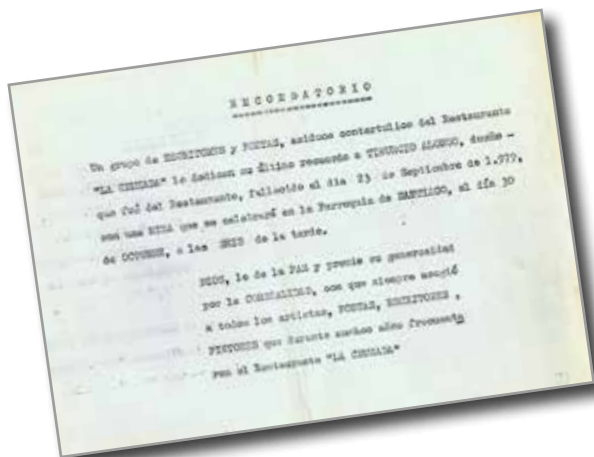 RECORDATORIO
Un grupo de ESCRITORES y POETAS, asiduos contertulios del Restaurante
"LA CRUZADA" le dedican su último recuerdo a TIBURCIO ALONSO, dueño -
que fué del Restaurante, fallecido el día 23 de Septiembre de 1.977,
con una MISA que se celebrará en la Parroquia de SANTIAGO, el día 30
de OCTUBRE, a las SEIS de la tarde.
DIOS, le de la PAZ y premie su generosidad
por la CORDIALIDAD, con que siempre acogió
a todos los artistas, POETAS, ESCRITORES ,
PINTORES que durante muchos años frecuenta
ron el Restaurante "LA CRUZADA"